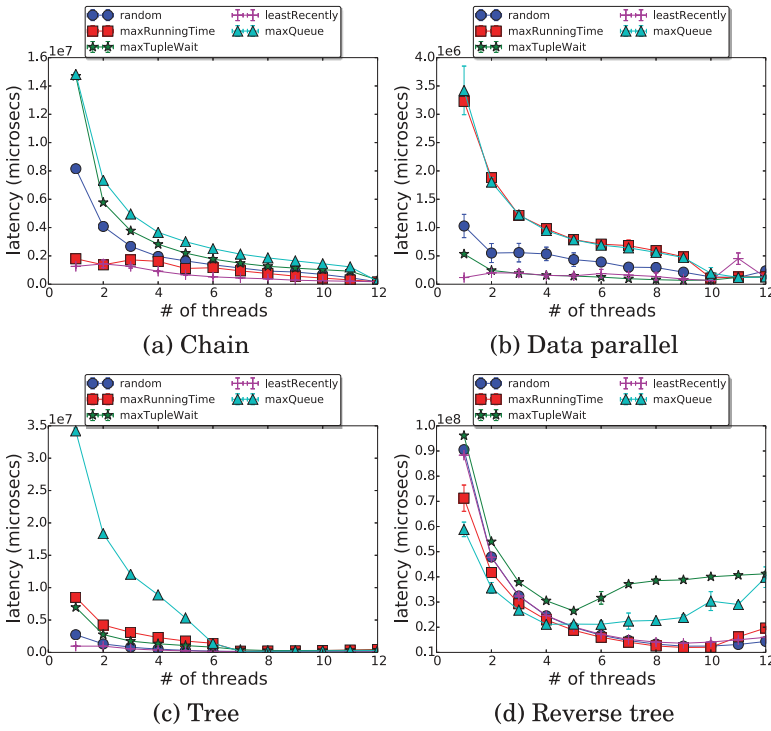 random
leastRecently
maxRunningTime
maxQueue
maxTupleWait
1e7
1.6
1.4
1.2
1.0
0.8
0.6
0.4
0.2
0.0
latency (microsecs)
0 2 4 6 8 10 12
# of threads
(a) Chain
random
leastRecently
maxRunningTime
maxQueue
maxTupleWait
1e6
4.0
3.5
3.0
2.5
2.0
1.5
1.0
0.5
0.0
latency (microsecs)
0 2 4 6 8 10 12
# of threads
(b) Data parallel
random
leastRecently
maxRunningTime
maxQueue
maxTupleWait
1e7
3.5
3.0
2.5
2.0
1.5
1.0
0.5
0.0
latency (microsecs)
0 2 4 6 8 10 12
# of threads
(c) Tree
random
leastRecently
maxRunningTime
maxQueue
maxTupleWait
1e8
1.0
0.9
0.8
0.7
0.6
0.5
0.4
0.3
0.2
0.1
latency (microsecs)
0 2 4 6 8 10 12
# of threads
(d) Reverse tree